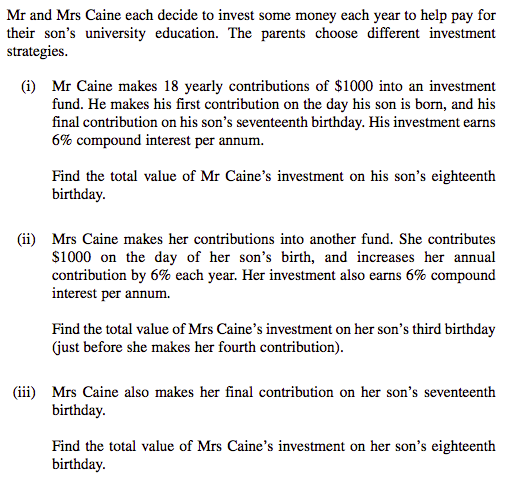 Mr and Mrs Caine each decide to invest some money each year to help pay for
their son's university education. The parents choose different investment
strategies.
(i) Mr Caine makes 18 yearly contributions of $1000 into an investment
fund. He makes his first contribution on the day his son is born, and his
final contribution on his son's seventeenth birthday. His investment earns
6% compound interest per annum.
Find the total value of Mr Caine's investment on his son's eighteenth
birthday.
(ii) Mrs Caine makes her contributions into another fund. She contributes
$1000 on the day of her son's birth, and increases her annual
contribution by 6% each year. Her investment also earns 6% compound
interest per annum.
Find the total value of Mrs Caine's investment on her son's third birthday
(just before she makes her fourth contribution).
(iii) Mrs Caine also makes her final contribution on her son's seventeenth
birthday.
Find the total value of Mrs Caine's investment on her son's eighteenth
birthday.